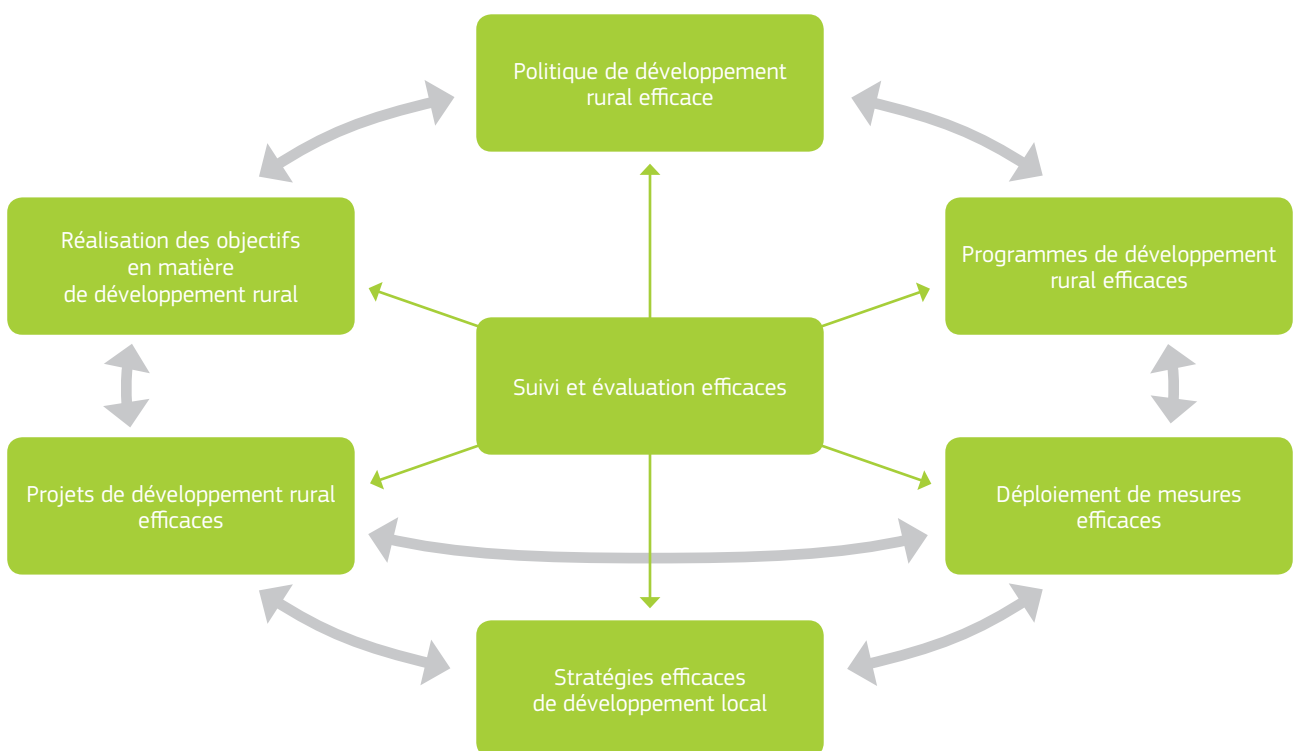 Politique de développement
rural efficace
Réalisation des objectifs
en matière
de développement rural
Programmes de développement
rural efficaces
Suivi et évaluation efficaces
Projets de développement rural
efficaces
Déploiement de mesures
efficaces
Stratégies efficaces
de développement local